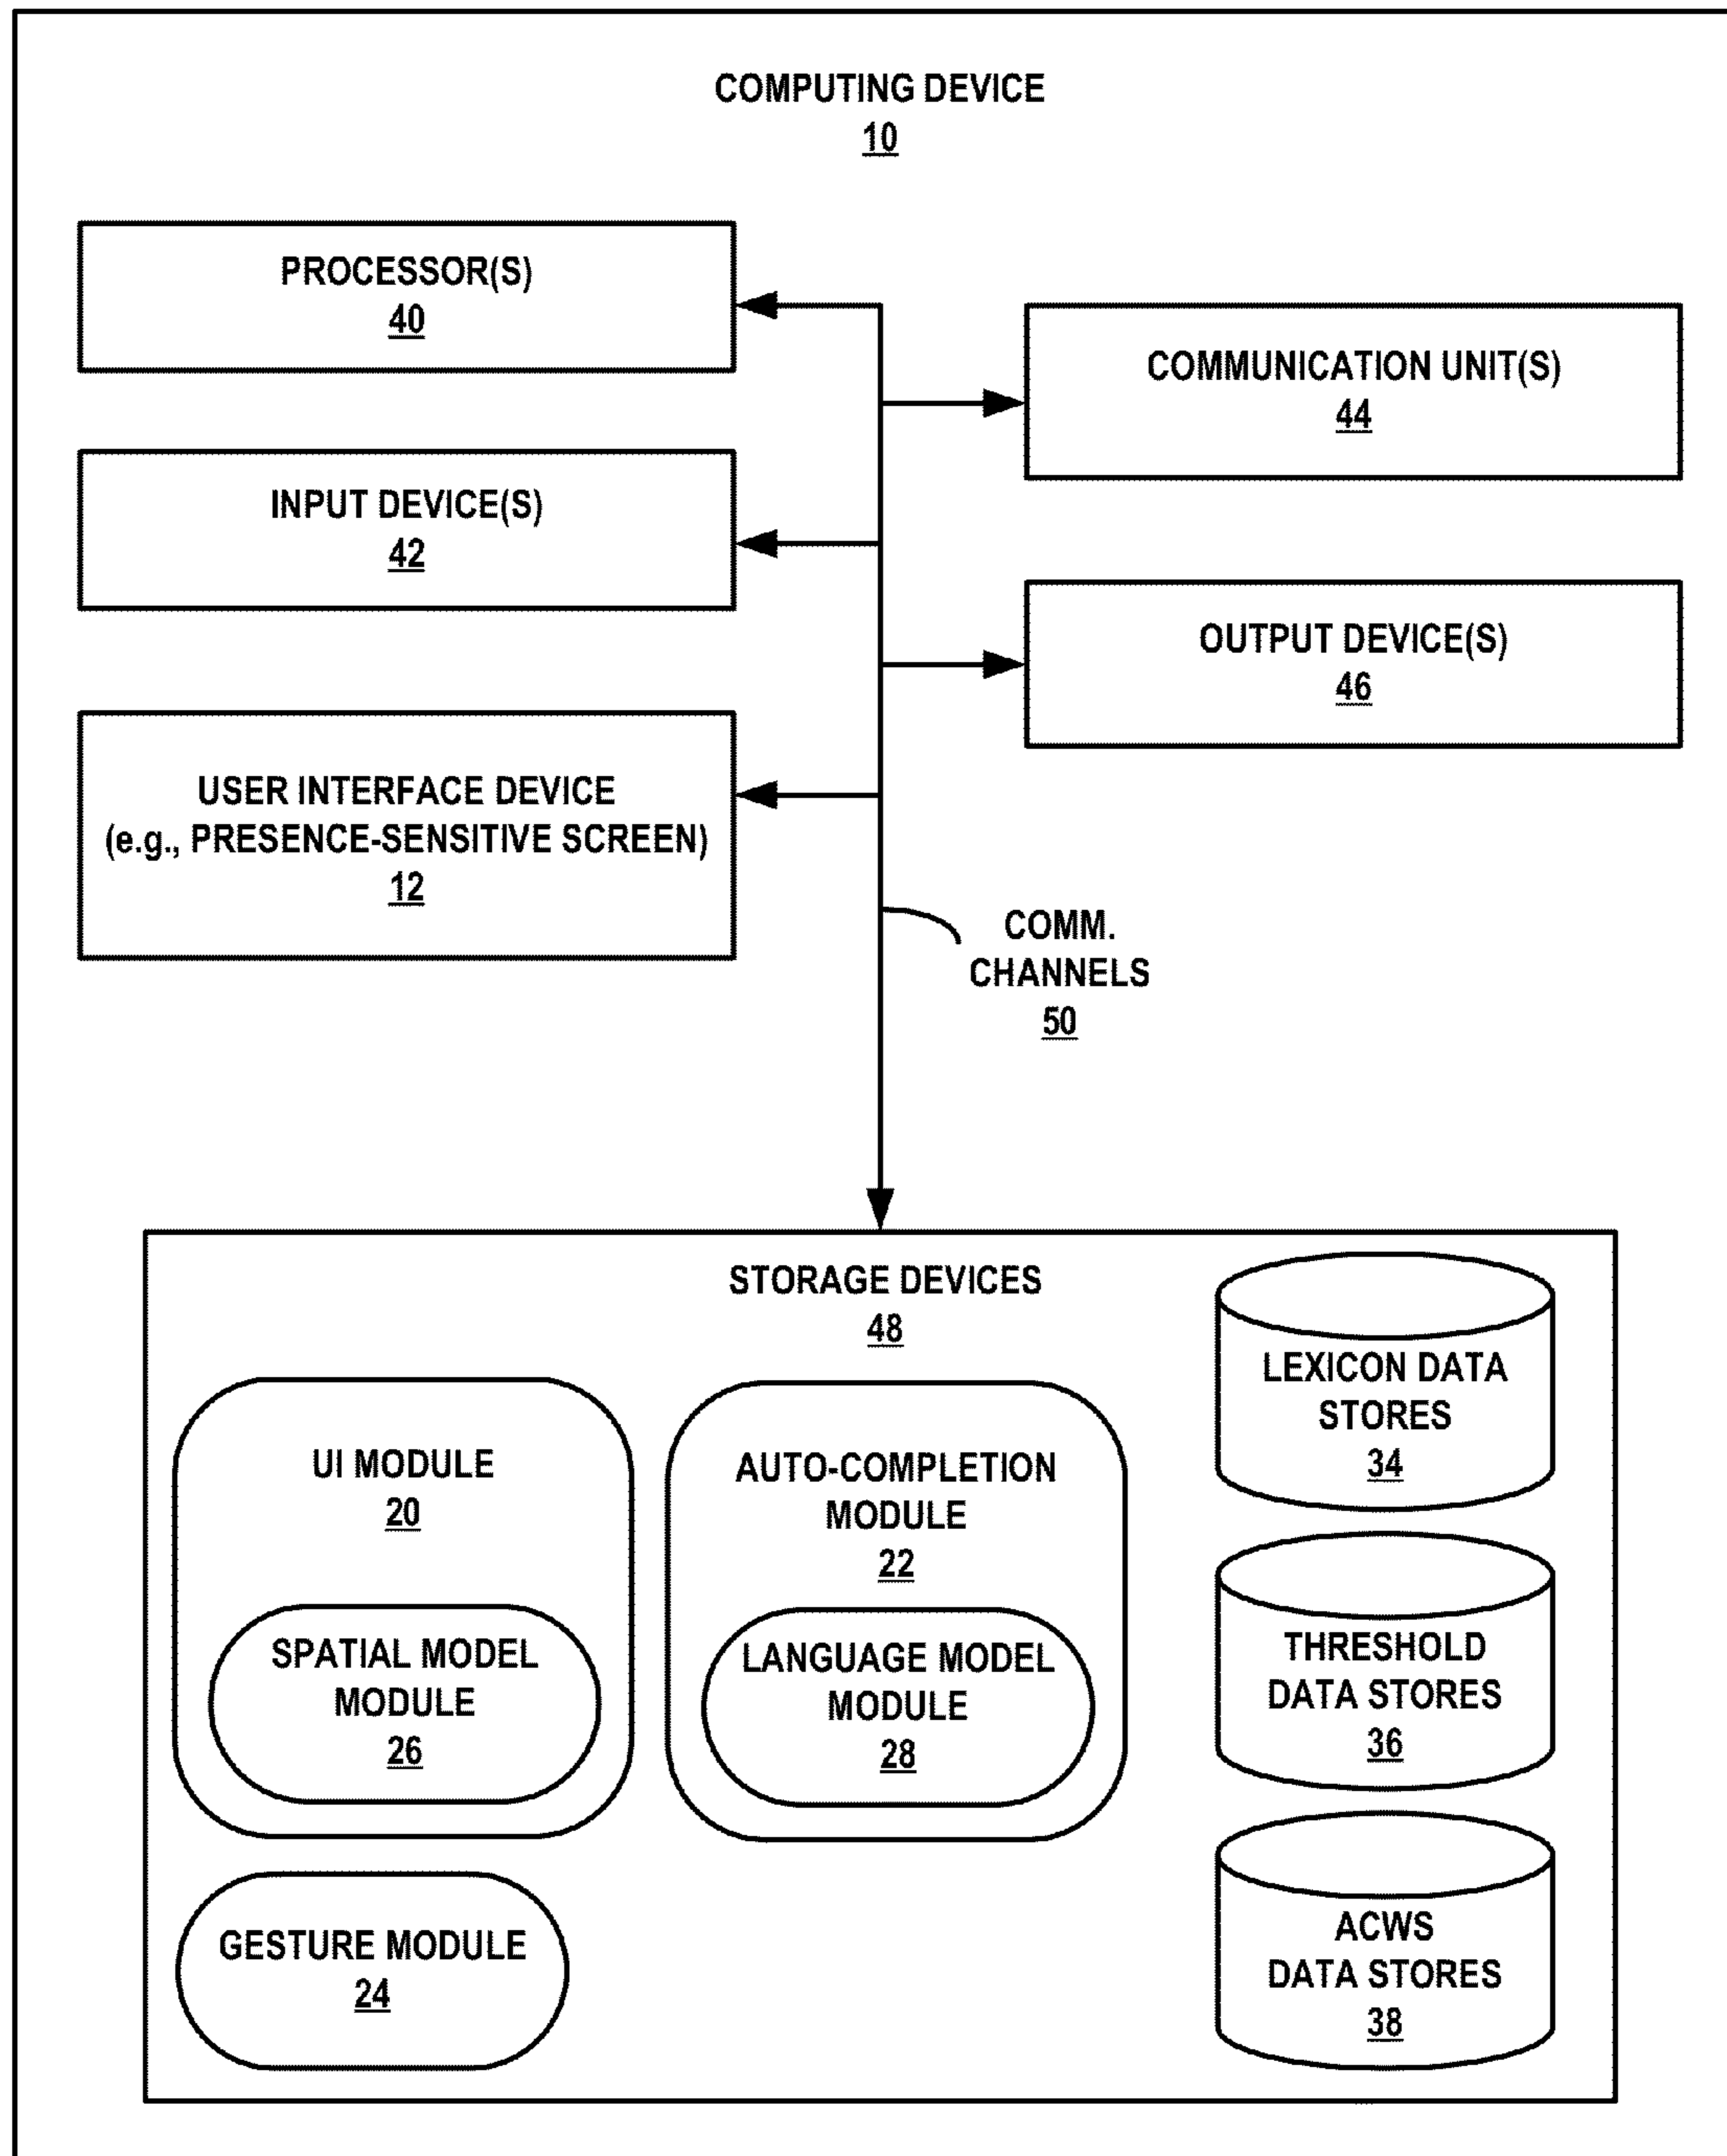 COMPUTING DEVICE
10
PROCESSOR(S)
40
COMMUNICATION UNIT(S)
44
INPUT DEVICE(S)
42
OUTPUT DEVICE(S)
46
USER INTERFACE DEVICE
(e.g., PRESENCE-SENSITIVE SCREEN)
12
COMM.
CHANNELS
50
STORAGE DEVICES
48
UI MODULE
20
SPATIAL MODEL
MODULE
26
AUTO-COMPLETION
MODULE
22
LANGUAGE MODEL
MODULE
28
GESTURE MODULE
24
LEXICON DATA
STORES
34
THRESHOLD
DATA STORES
36
ACWS
DATA STORES
38